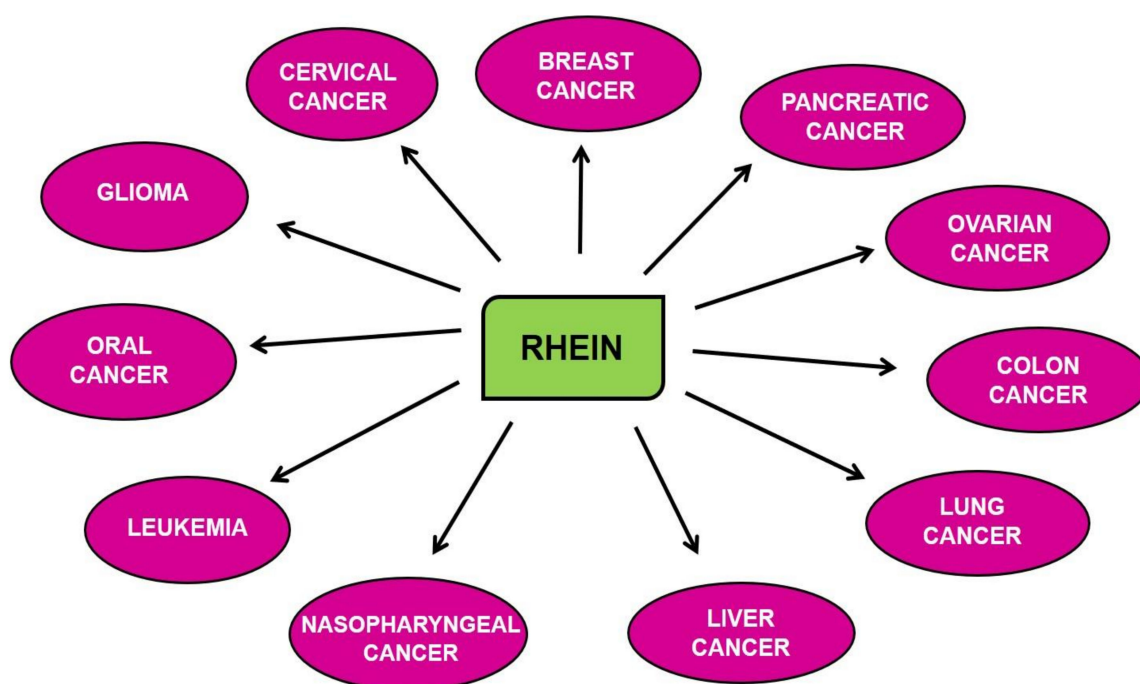 CERVICAL
CANCER
BREAST
CANCER
PANCREATIC
CANCER
GLIOMA
OVARIAN
CANCER
RHEIN
ORAL
CANCER
COLON
CANCER
LEUKEMIA
LUNG
CANCER
NASOPHARYNGEAL
CANCER
LIVER
CANCER